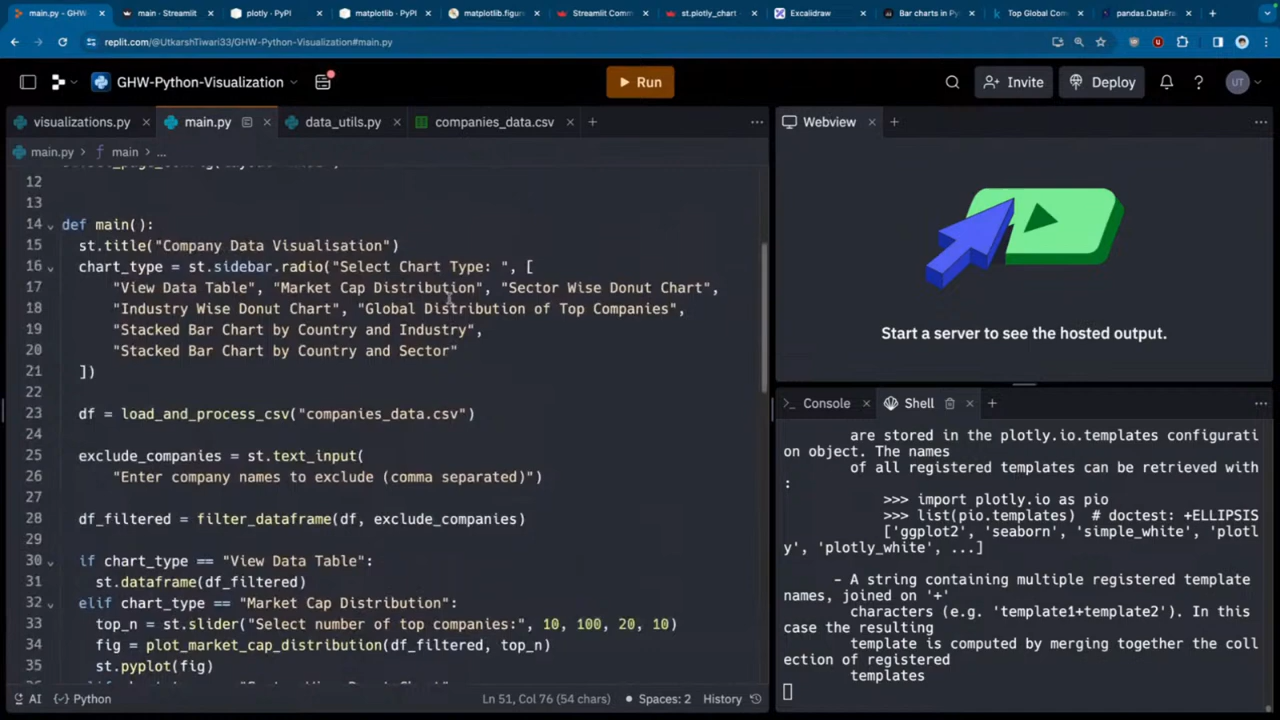 main.py - GHW
main - Streamlit
plotly · PyPI
matplotlib · PyPI
matplotlib.figur
Streamlit Comm
st.plotly_chart
Excalidraw
Bar charts in Py
Top Global Com
pandas.DataFra
replit.com/@UtkarshTiwari33/GHW-Python-Visualization#main.py
GHW-Python-Visualization
Run
Invite
Deploy
UT
visualizations.py
main.py
data_utils.py
companies_data.csv
Webview
main.py > main > ...
12
13
14 def main():
15 st.title("Company Data Visualisation")
16 chart_type = st.sidebar.radio("Select Chart Type: ", [
17 "View Data Table", "Market Cap Distribution", "Sector Wise Donut Chart",
18 "Industry Wise Donut Chart", "Global Distribution of Top Companies",
19 "Stacked Bar Chart by Country and Industry",
20 "Stacked Bar Chart by Country and Sector"
21 ])
22
23 df = load_and_process_csv("companies_data.csv")
24
25 exclude_companies = st.text_input(
26 "Enter company names to exclude (comma separated)")
27
28 df_filtered = filter_dataframe(df, exclude_companies)
29
30 if chart_type == "View Data Table":
31 st.dataframe(df_filtered)
32 elif chart_type == "Market Cap Distribution":
33 top_n = st.slider("Select number of top companies:", 10, 100, 20, 10)
34 fig = plot_market_cap_distribution(df_filtered, top_n)
35 st.pyplot(fig)
AI
Python
Ln 51, Col 76 (54 chars)
Spaces: 2
History
Start a server to see the hosted output.
Console
Shell
are stored in the plotly.io.templates configurati
on object. The names
of all registered templates can be retrieved with
:
>>> import plotly.io as pio
>>> list(pio.templates) # doctest: +ELLIPSIS
['ggplot2', 'seaborn', 'simple_white', 'plotl
y', 'plotly_white', ...]
- A string containing multiple registered template
names, joined on '+'
characters (e.g. 'template1+template2'). In this
case the resulting
template is computed by merging together the coll
ection of registered
templates